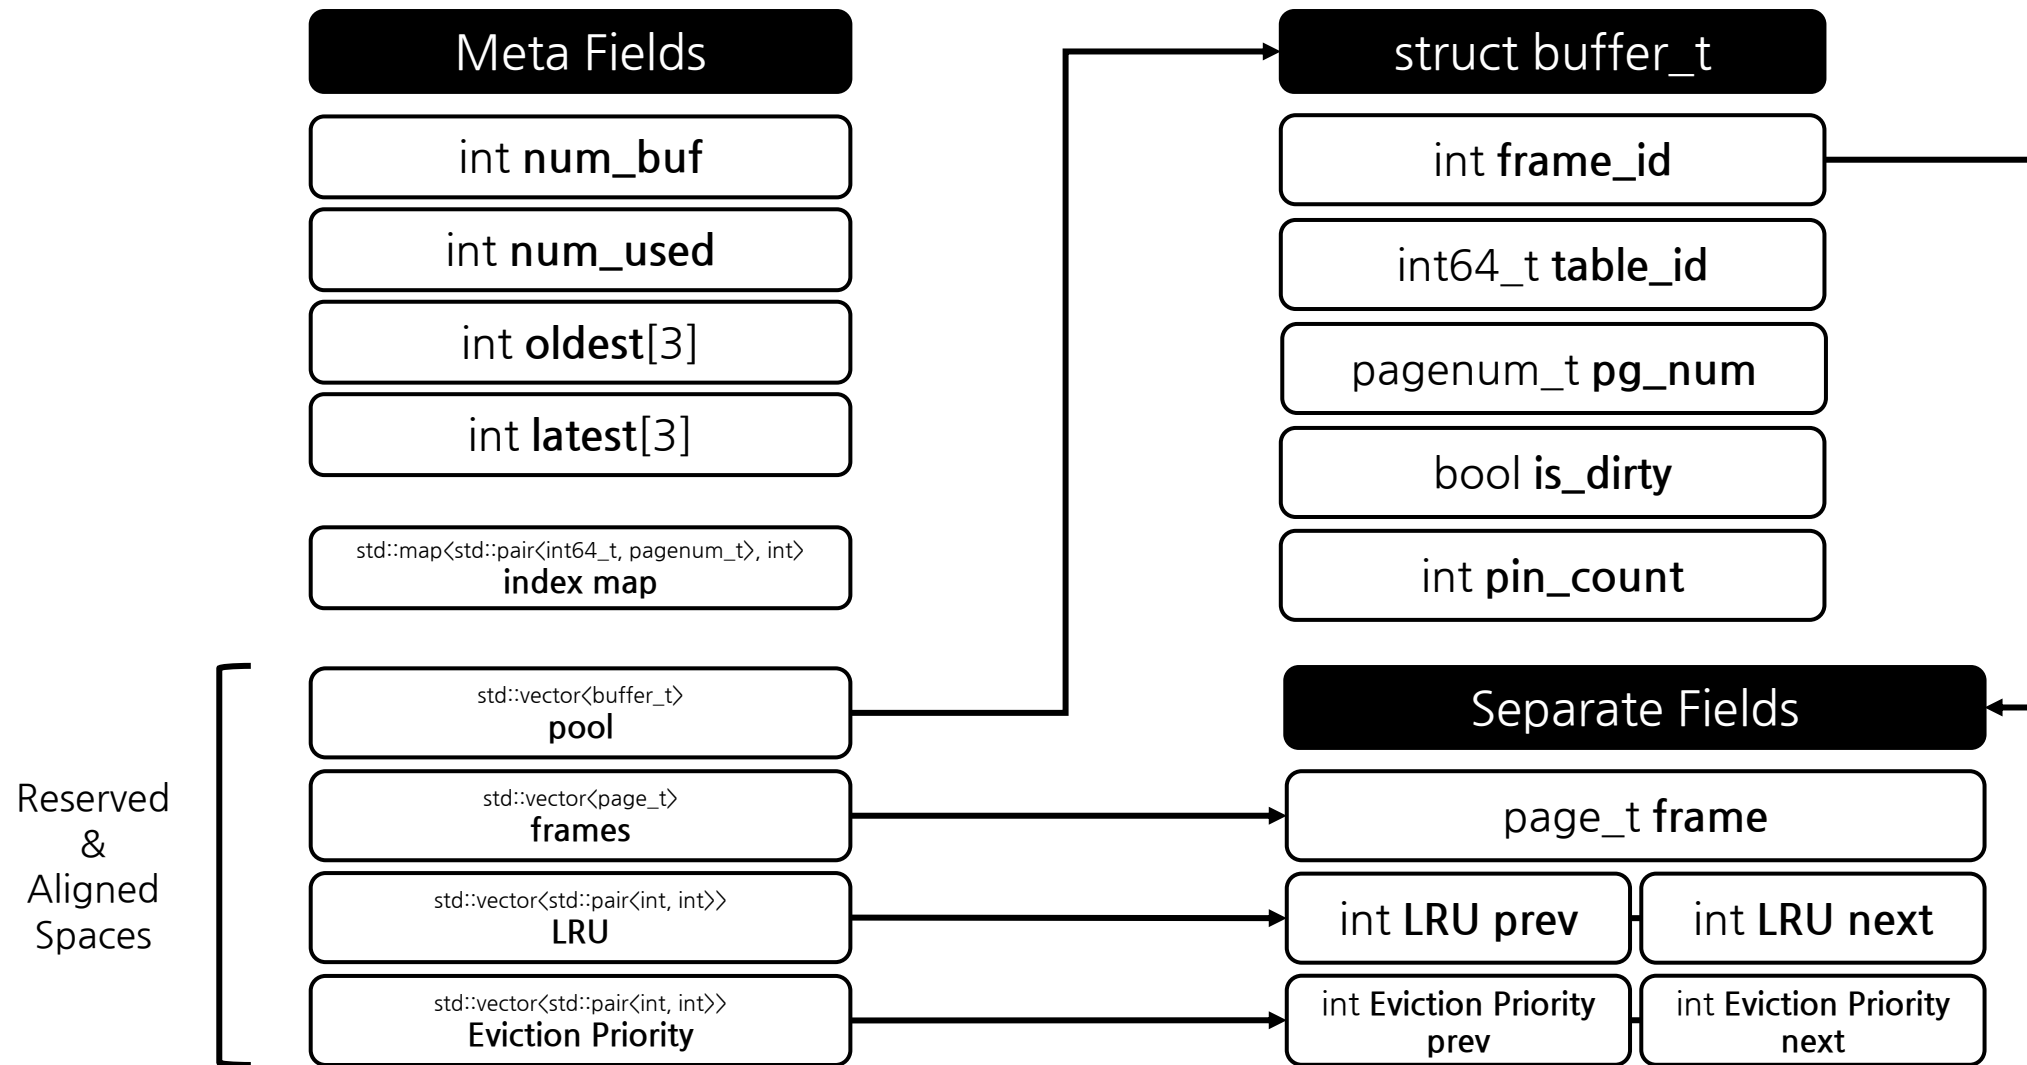 Meta Fields
int num_buf
int num_used
int oldest[3]
int latest[3]
std::map<std::pair<int64_t, pagenum_t>, int>
index map
Reserved
&
Aligned
Spaces
std::vector<buffer_t>
pool
std::vector<page_t>
frames
std::vector<std::pair<int, int>>
LRU
std::vector<std::pair<int, int>>
Eviction Priority
struct buffer_t
int frame_id
int64_t table_id
pagenum_t pg_num
bool is_dirty
int pin_count
Separate Fields
page_t frame
int LRU prev
int LRU next
int Eviction Priority
prev
int Eviction Priority
next